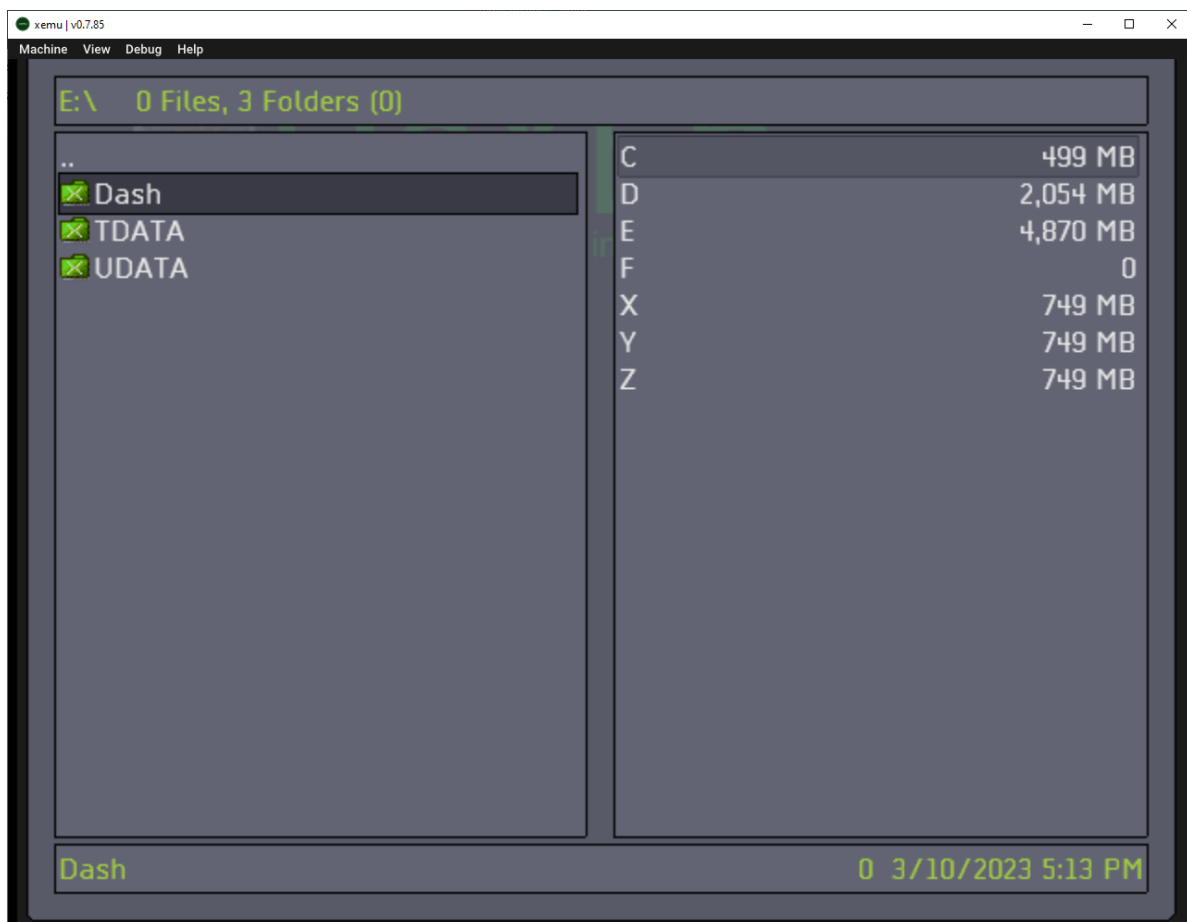 xemu | v0.7.85
Machine View Debug Help
E:\ 0 Files, 3 Folders (0)
..
Dash
TDATA
UDATA
C 499 MB
D 2,054 MB
E 4,870 MB
F 0
X 749 MB
Y 749 MB
Z 749 MB
Dash 0 3/10/2023 5:13 PM